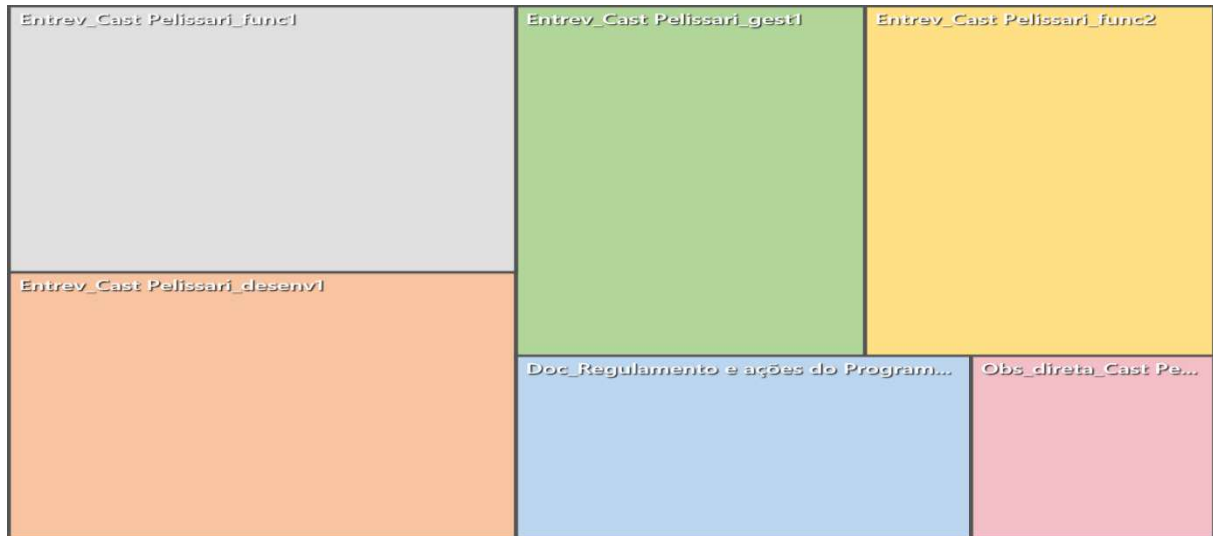 Entrev_Cast Pelissari_func1
Entrev_Cast Pelissari_gest1
Entrev_Cast Pelissari_func2
Entrev_Cast Pelissari_desenv1
Doc_Regulamento e ações do Program...
Obs_direta_Cast Pe...